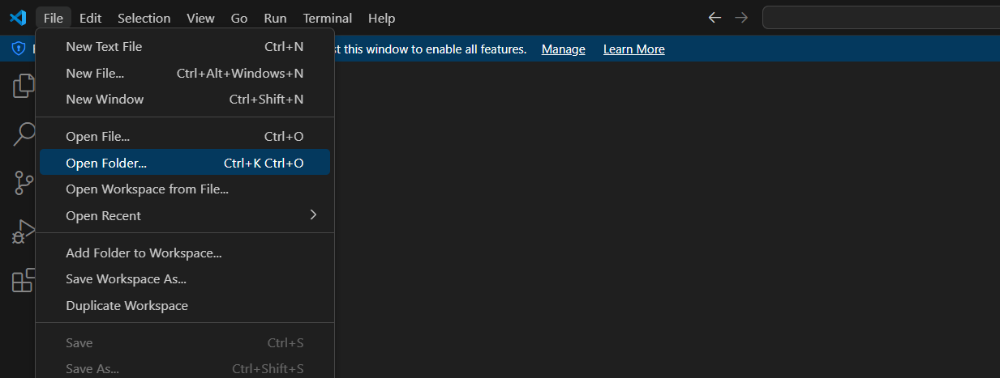 File Edit Selection View Go Run Terminal Help
this window to enable all features. Manage Learn More
New Text File Ctrl+N
New File... Ctrl+Alt+Windows+N
New Window Ctrl+Shift+N
Open File... Ctrl+O
Open Folder... Ctrl+K Ctrl+O
Open Workspace from File...
Open Recent
Add Folder to Workspace...
Save Workspace As...
Duplicate Workspace
Save Ctrl+S
Save As... Ctrl+Shift+S